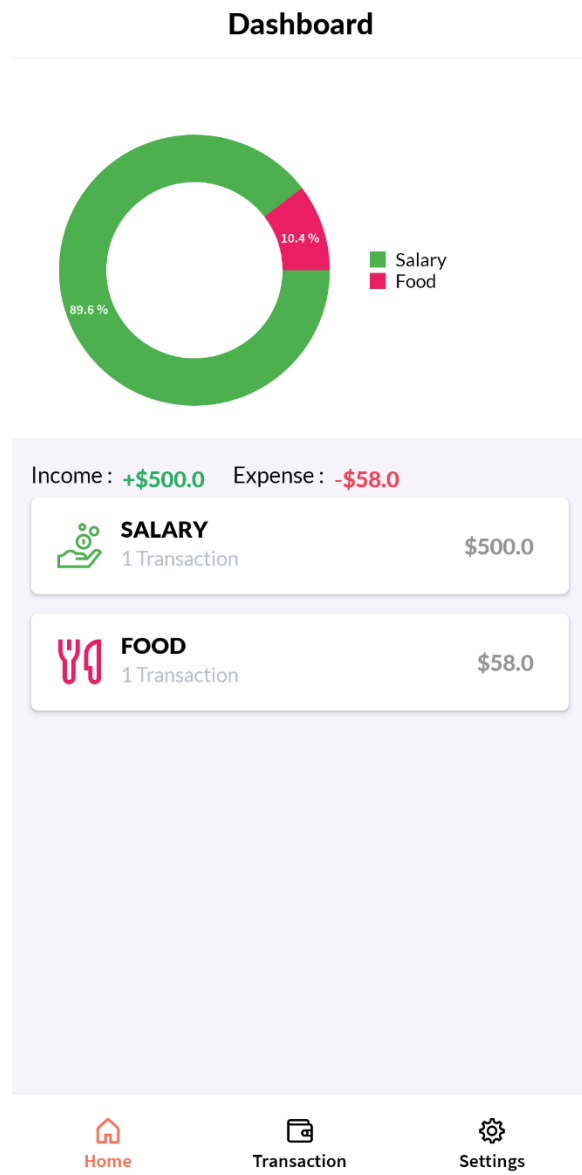 Dashboard
10.4 %
89.6 %
Salary
Food
Income : +$500.0 Expense : -$58.0
SALARY
1 Transaction
$500.0
FOOD
1 Transaction
$58.0
Home Transaction Settings